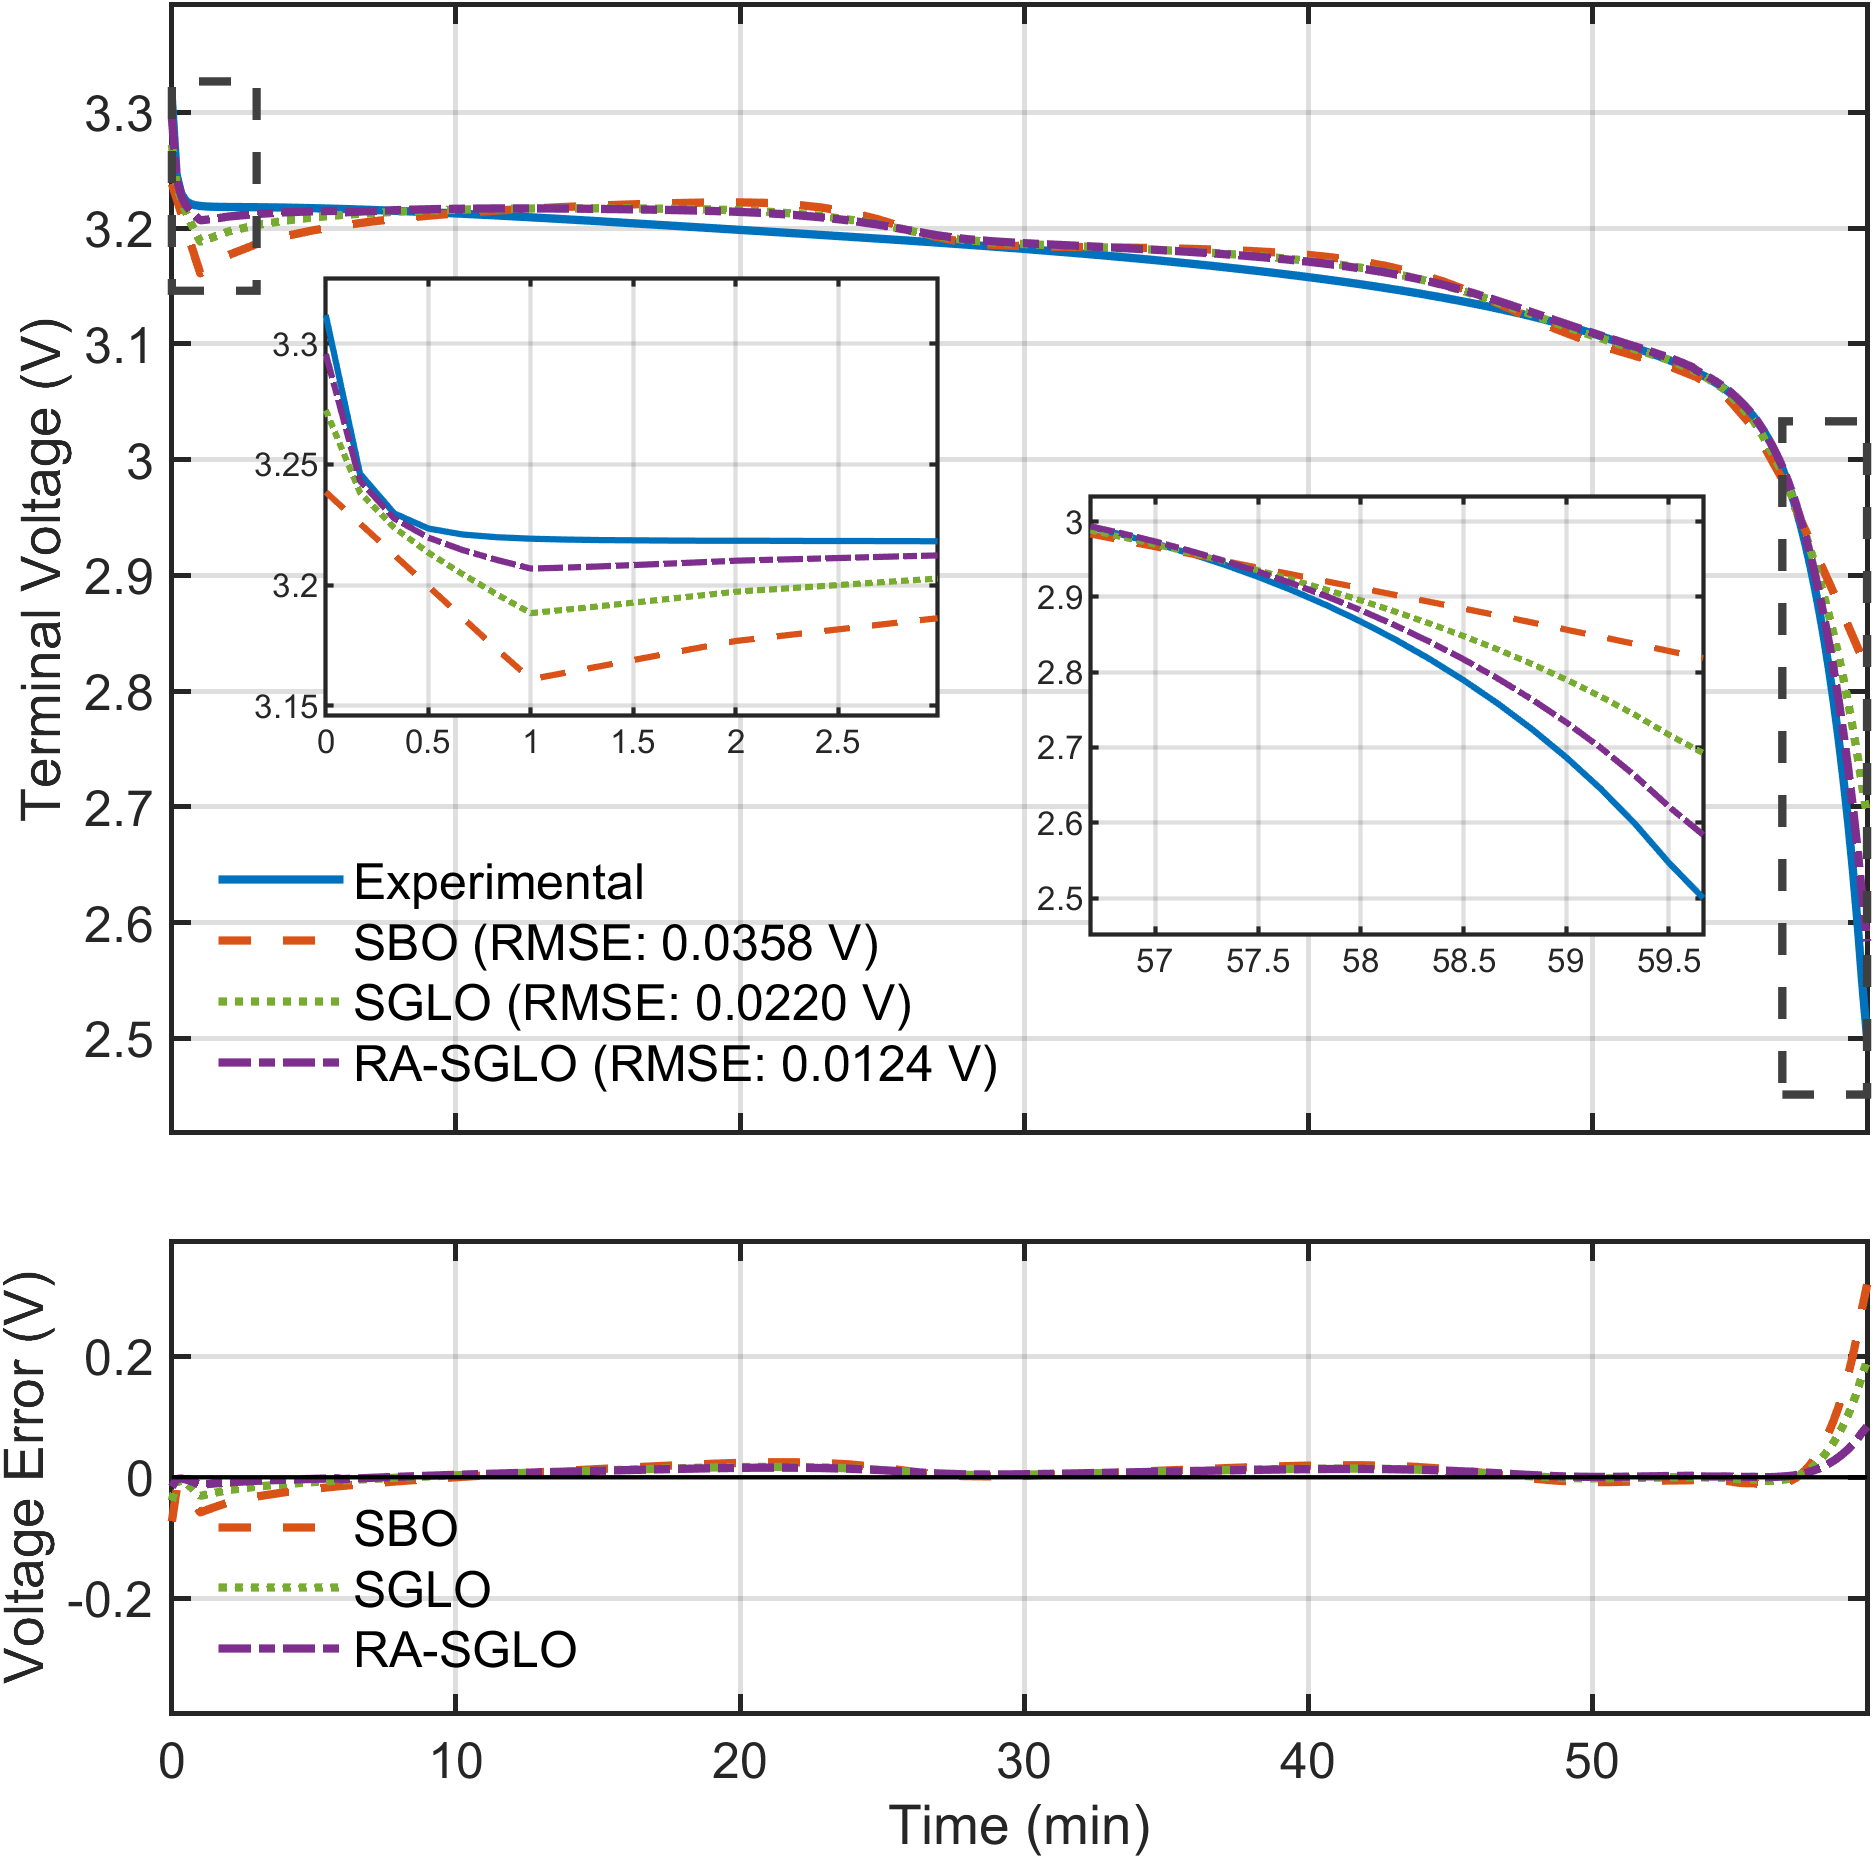 Terminal Voltage (V)
3.3
3.2
3.1
3
2.9
2.8
2.7
2.6
2.5
3.3
3.25
3.2
3.15
0 0.5 1 1.5 2 2.5
3
2.9
2.8
2.7
2.6
2.5
57 57.5 58 58.5 59 59.5
Experimental
SBO (RMSE: 0.0358 V)
SGLO (RMSE: 0.0220 V)
RA-SGLO (RMSE: 0.0124 V)
Voltage Error (V)
0.2
0
-0.2
SBO
SGLO
RA-SGLO
0 10 20 30 40 50
Time (min)